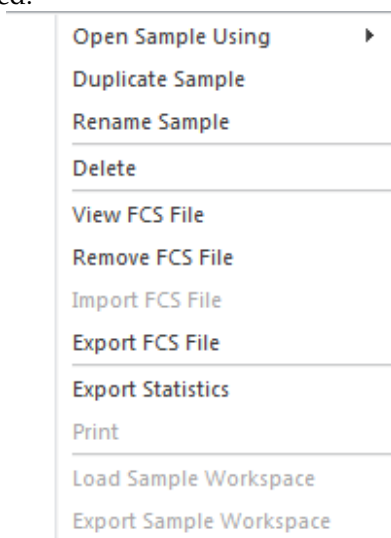 Open Sample Using
Duplicate Sample
Rename Sample
Delete
View FCS File
Remove FCS File
Import FCS File
Export FCS File
Export Statistics
Print
Load Sample Workspace
Export Sample Workspace